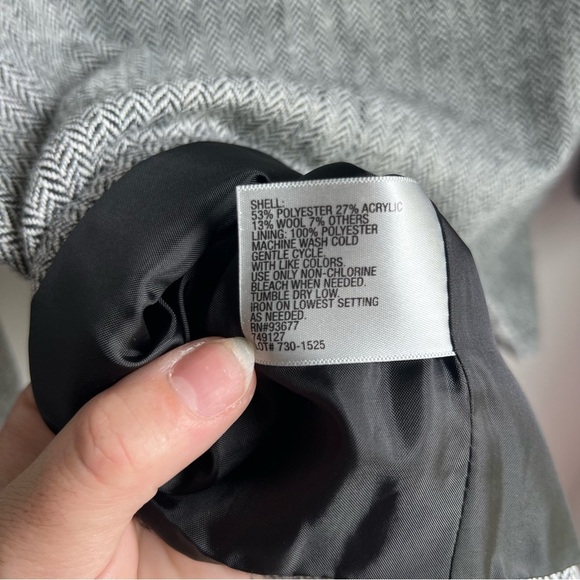 SHELL:
53% POLYESTER 27% ACRYLIC
13% WOOL 7% OTHERS
LINING: 100% POLYESTER
MACHINE WASH COLD
GENTLE CYCLE.
WITH LIKE COLORS.
USE ONLY NON-CHLORINE
BLEACH WHEN NEEDED.
TUMBLE DRY LOW.
IRON ON LOWEST SETTING
AS NEEDED.
RN#93677
749127
LOT# 730-1525